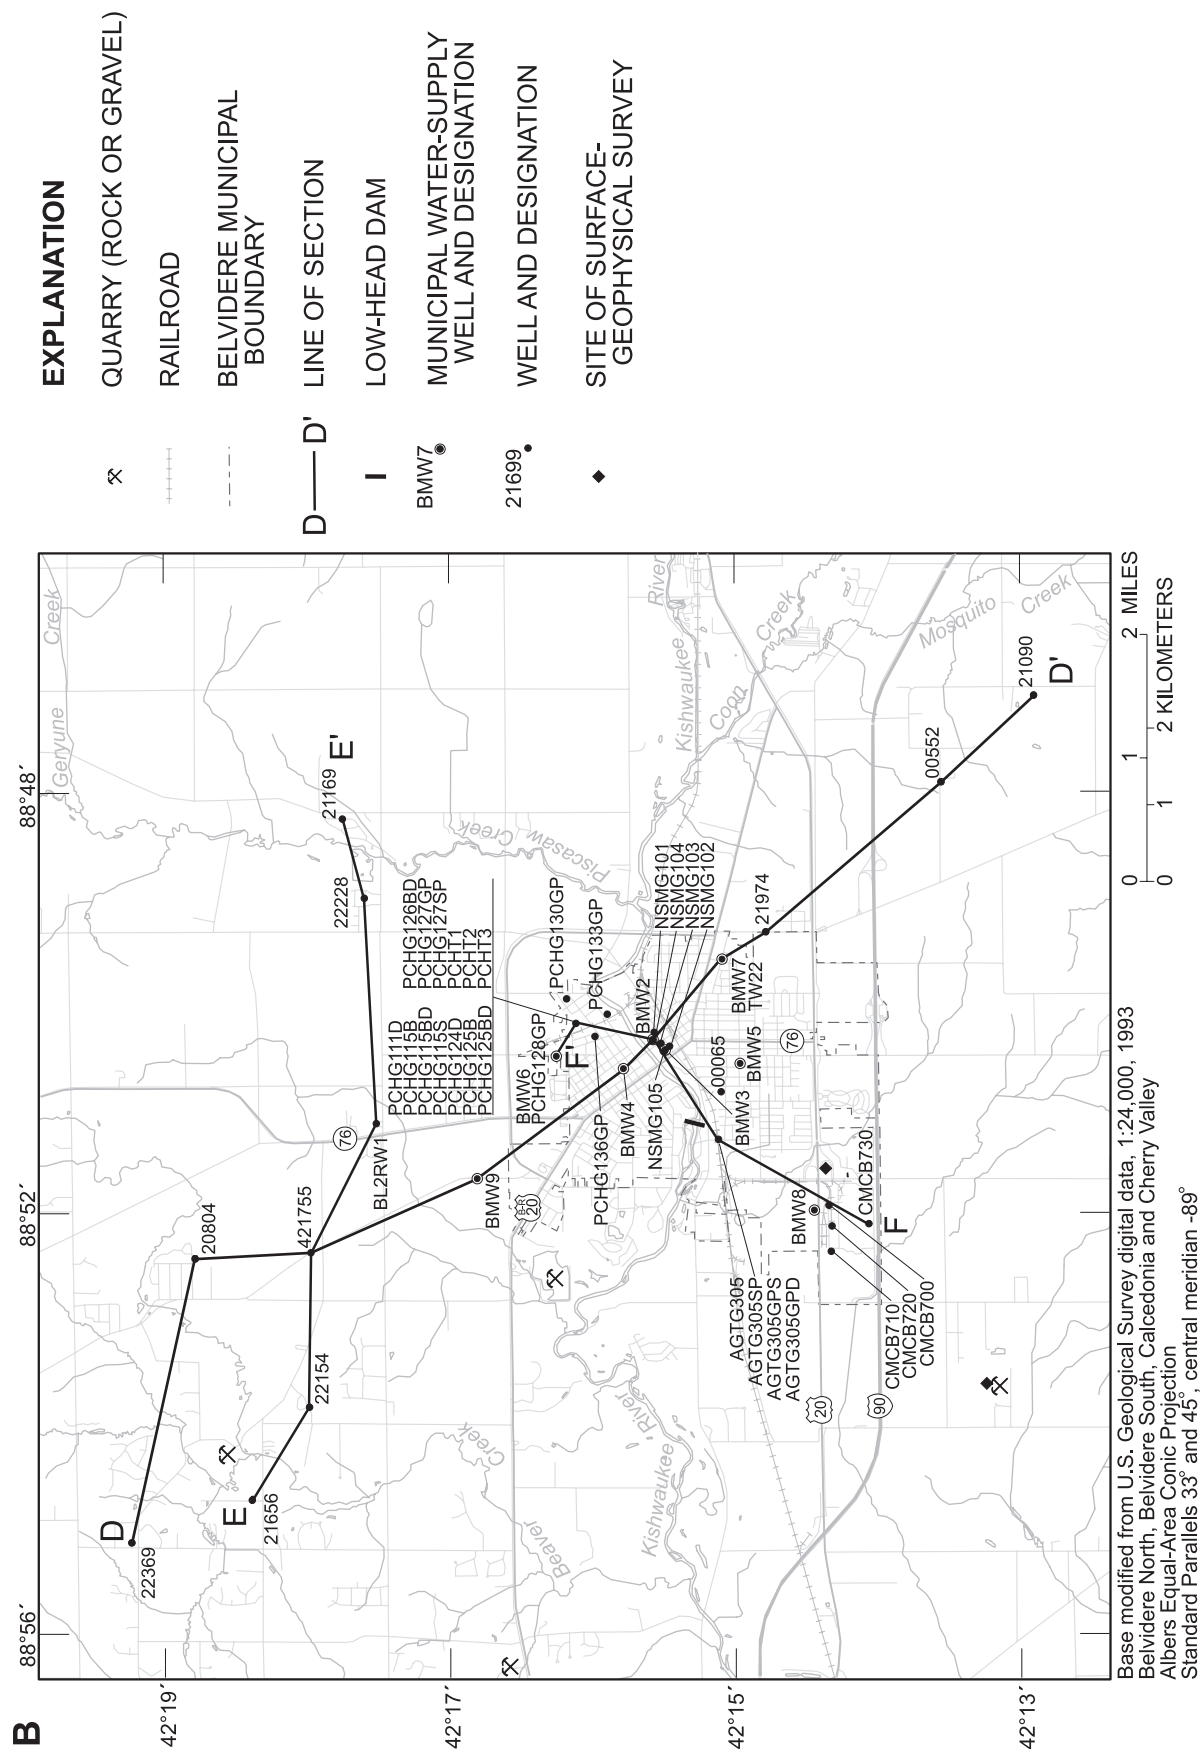 B
88°56´
88°52´
88°48´
42°19´
42°17´
42°15´
42°13´
Geryune
Creek
D
22369
20804
E
21656
22154
421755
76
BL2RW1
22228
21169
E'
Piscasaw
Creek
PCHG111D
PCHG115B
PCHG115BD
PCHG115S
PCHG124D
PCHG125B
PCHG125BD
PCHG126BD
PCHG127GP
PCHG127SP
PCHT1
PCHT2
PCHT3
Beaver
Creek
BMW9
B-R
20
BMW6
PCHG128GP
F'
PCHG130GP
PCHG133GP
PCHG136GP
BMW4
BMW2
NSMG105
NSMG101
NSMG104
NSMG103
NSMG102
Kishwaukee
River
Kishwaukee
River
Coon
Creek
BMW3
00065
BMW5
BMW7
TW22
21974
76
AGTG305
AGTG305SP
AGTG305GPS
AGTG305GPD
BMW8
CMCB730
F
CMCB710
CMCB720
CMCB700
20
90
Mosquito
Creek
00552
21090
D'
0 1 2 MILES
0 1 2 KILOMETERS
Base modified from U.S. Geological Survey digital data, 1:24,000, 1993
Belvidere North, Belvidere South, Calcedonia and Cherry Valley
Albers Equal-Area Conic Projection
Standard Parallels 33° and 45°, central meridian -89°
EXPLANATION
QUARRY (ROCK OR GRAVEL)
RAILROAD
BELVIDERE MUNICIPAL
BOUNDARY
D D' LINE OF SECTION
LOW-HEAD DAM
BMW7 MUNICIPAL WATER-SUPPLY
WELL AND DESIGNATION
21699 WELL AND DESIGNATION
SITE OF SURFACE-
GEOPHYSICAL SURVEY